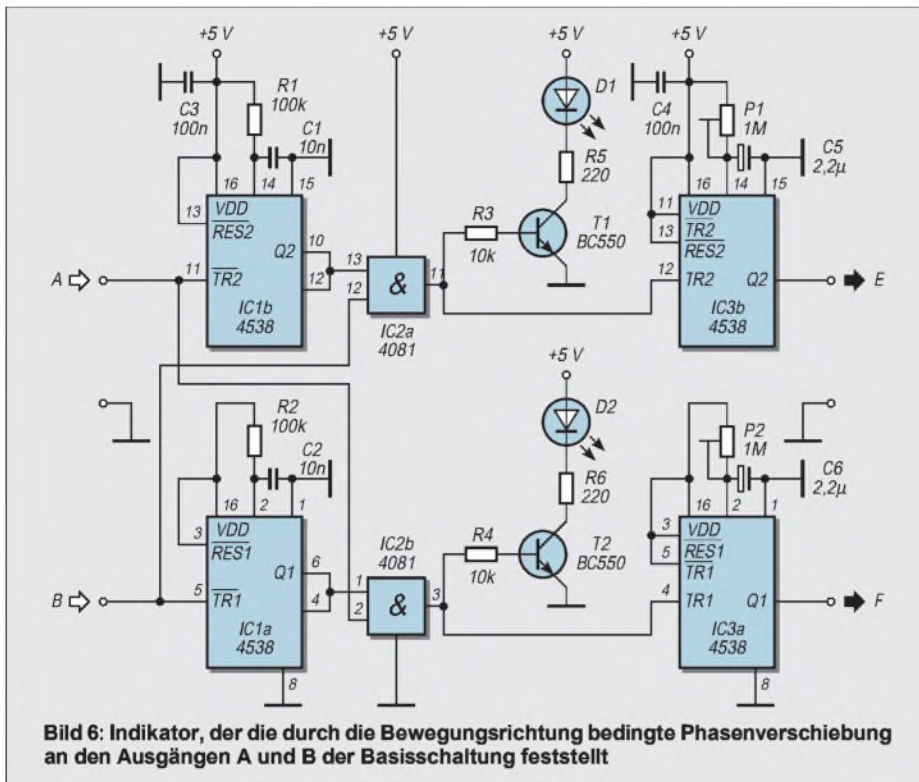 +5 V
+5 V
+5 V
+5 V
C3
100n
R1
100k
C1
10n
16
14
15
13
VDD
RES2
Q2
10
12
A
11
TR2
IC1b
4538
13
12
&
11
IC2a
4081
R3
10k
D1
R5
220
T1
BC550
C4
100n
P1
1M
C5
2,2µ
16
14
15
11
13
VDD
TR2
RES2
12
TR2
Q2
E
IC3b
4538
R2
100k
C2
10n
16
2
1
3
VDD
RES1
Q1
6
4
B
5
TR1
IC1a
4538
8
IC2b
4081
1
2
&
3
+5 V
D2
R6
220
R4
10k
T2
BC550
P2
1M
C6
2,2µ
16
2
1
3
5
VDD
RES1
TR1
4
TR1
Q1
F
IC3a
4538
8
Bild 6: Indikator, der die durch die Bewegungsrichtung bedingte Phasenverschiebung
an den Ausgängen A und B der Basisschaltung feststellt